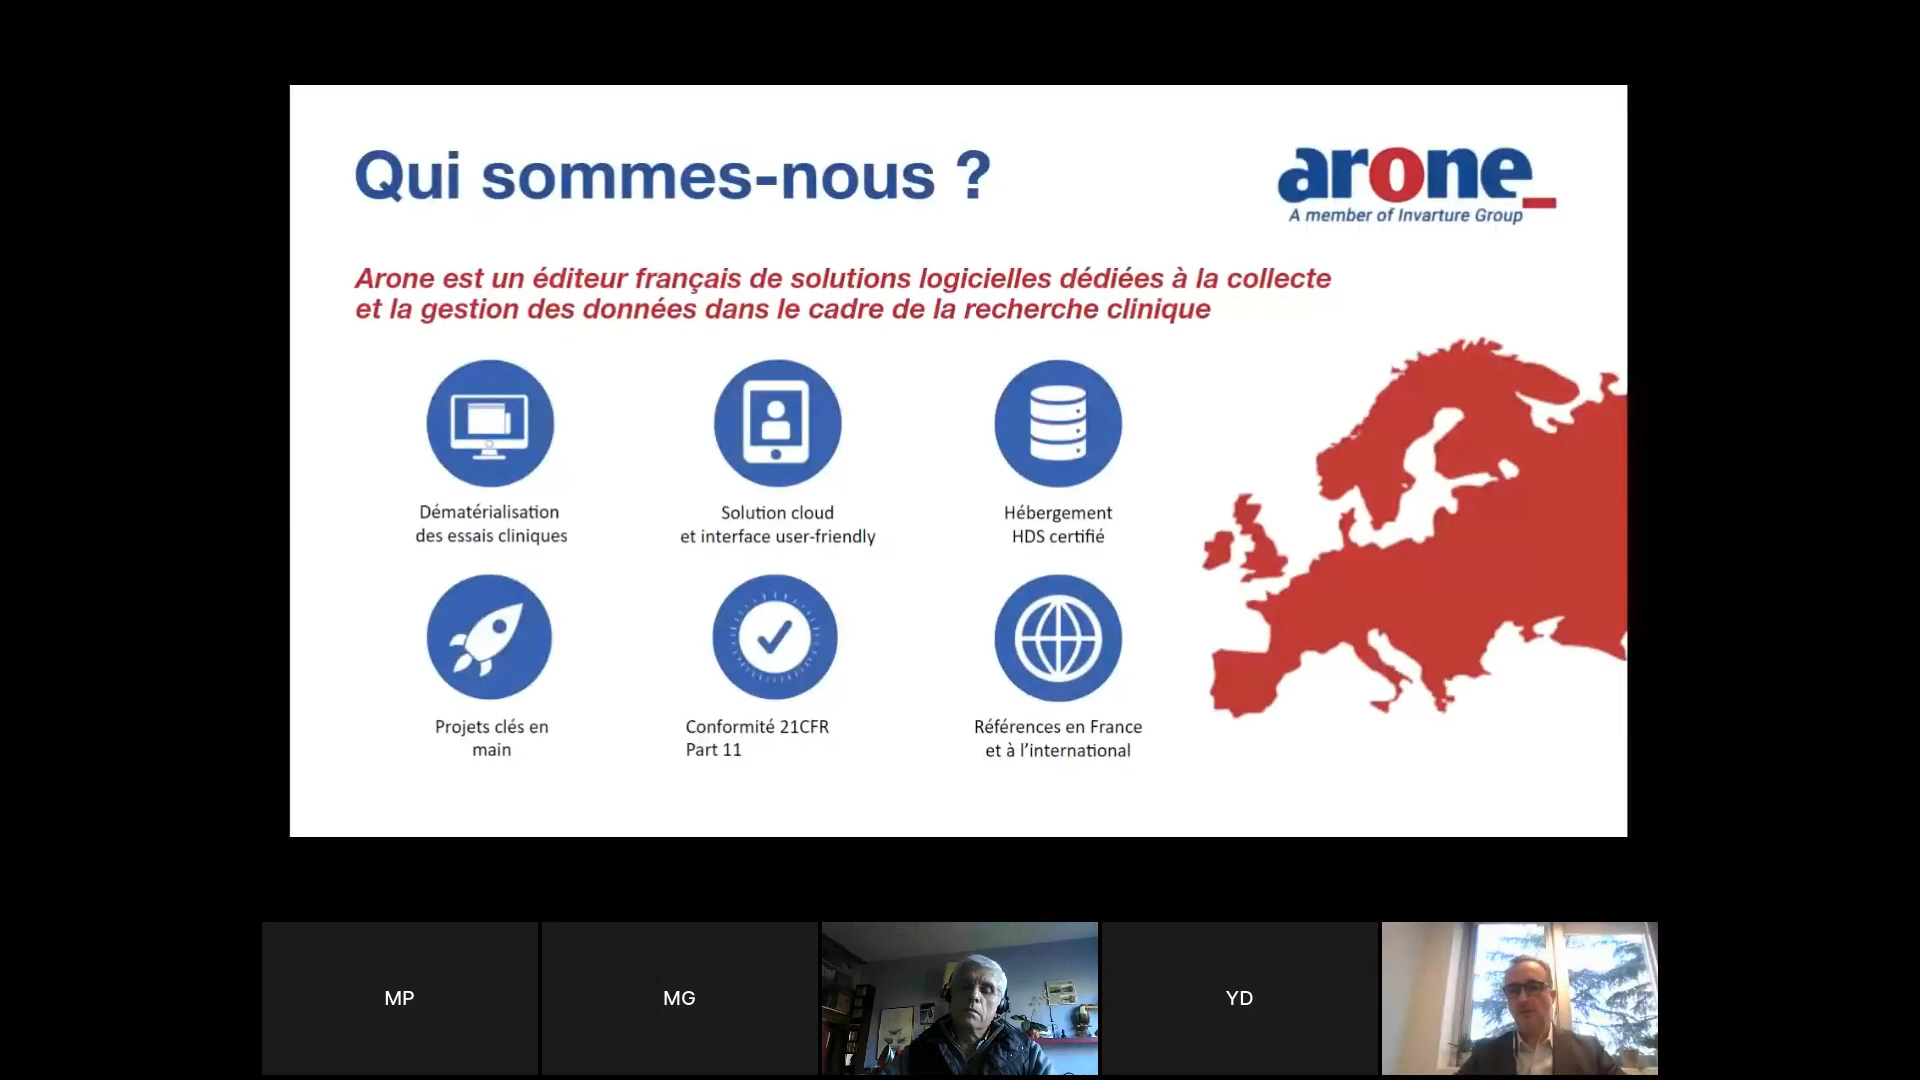 Qui sommes-nous ?
arone_
A member of Invarture Group
Arone est un éditeur français de solutions logicielles dédiées à la collecte
et la gestion des données dans le cadre de la recherche clinique
Dématérialisation
des essais cliniques
Solution cloud
et interface user-friendly
Hébergement
HDS certifié
Projets clés en
main
Conformité 21CFR
Part 11
Références en France
et à l'international
MP
MG
YD